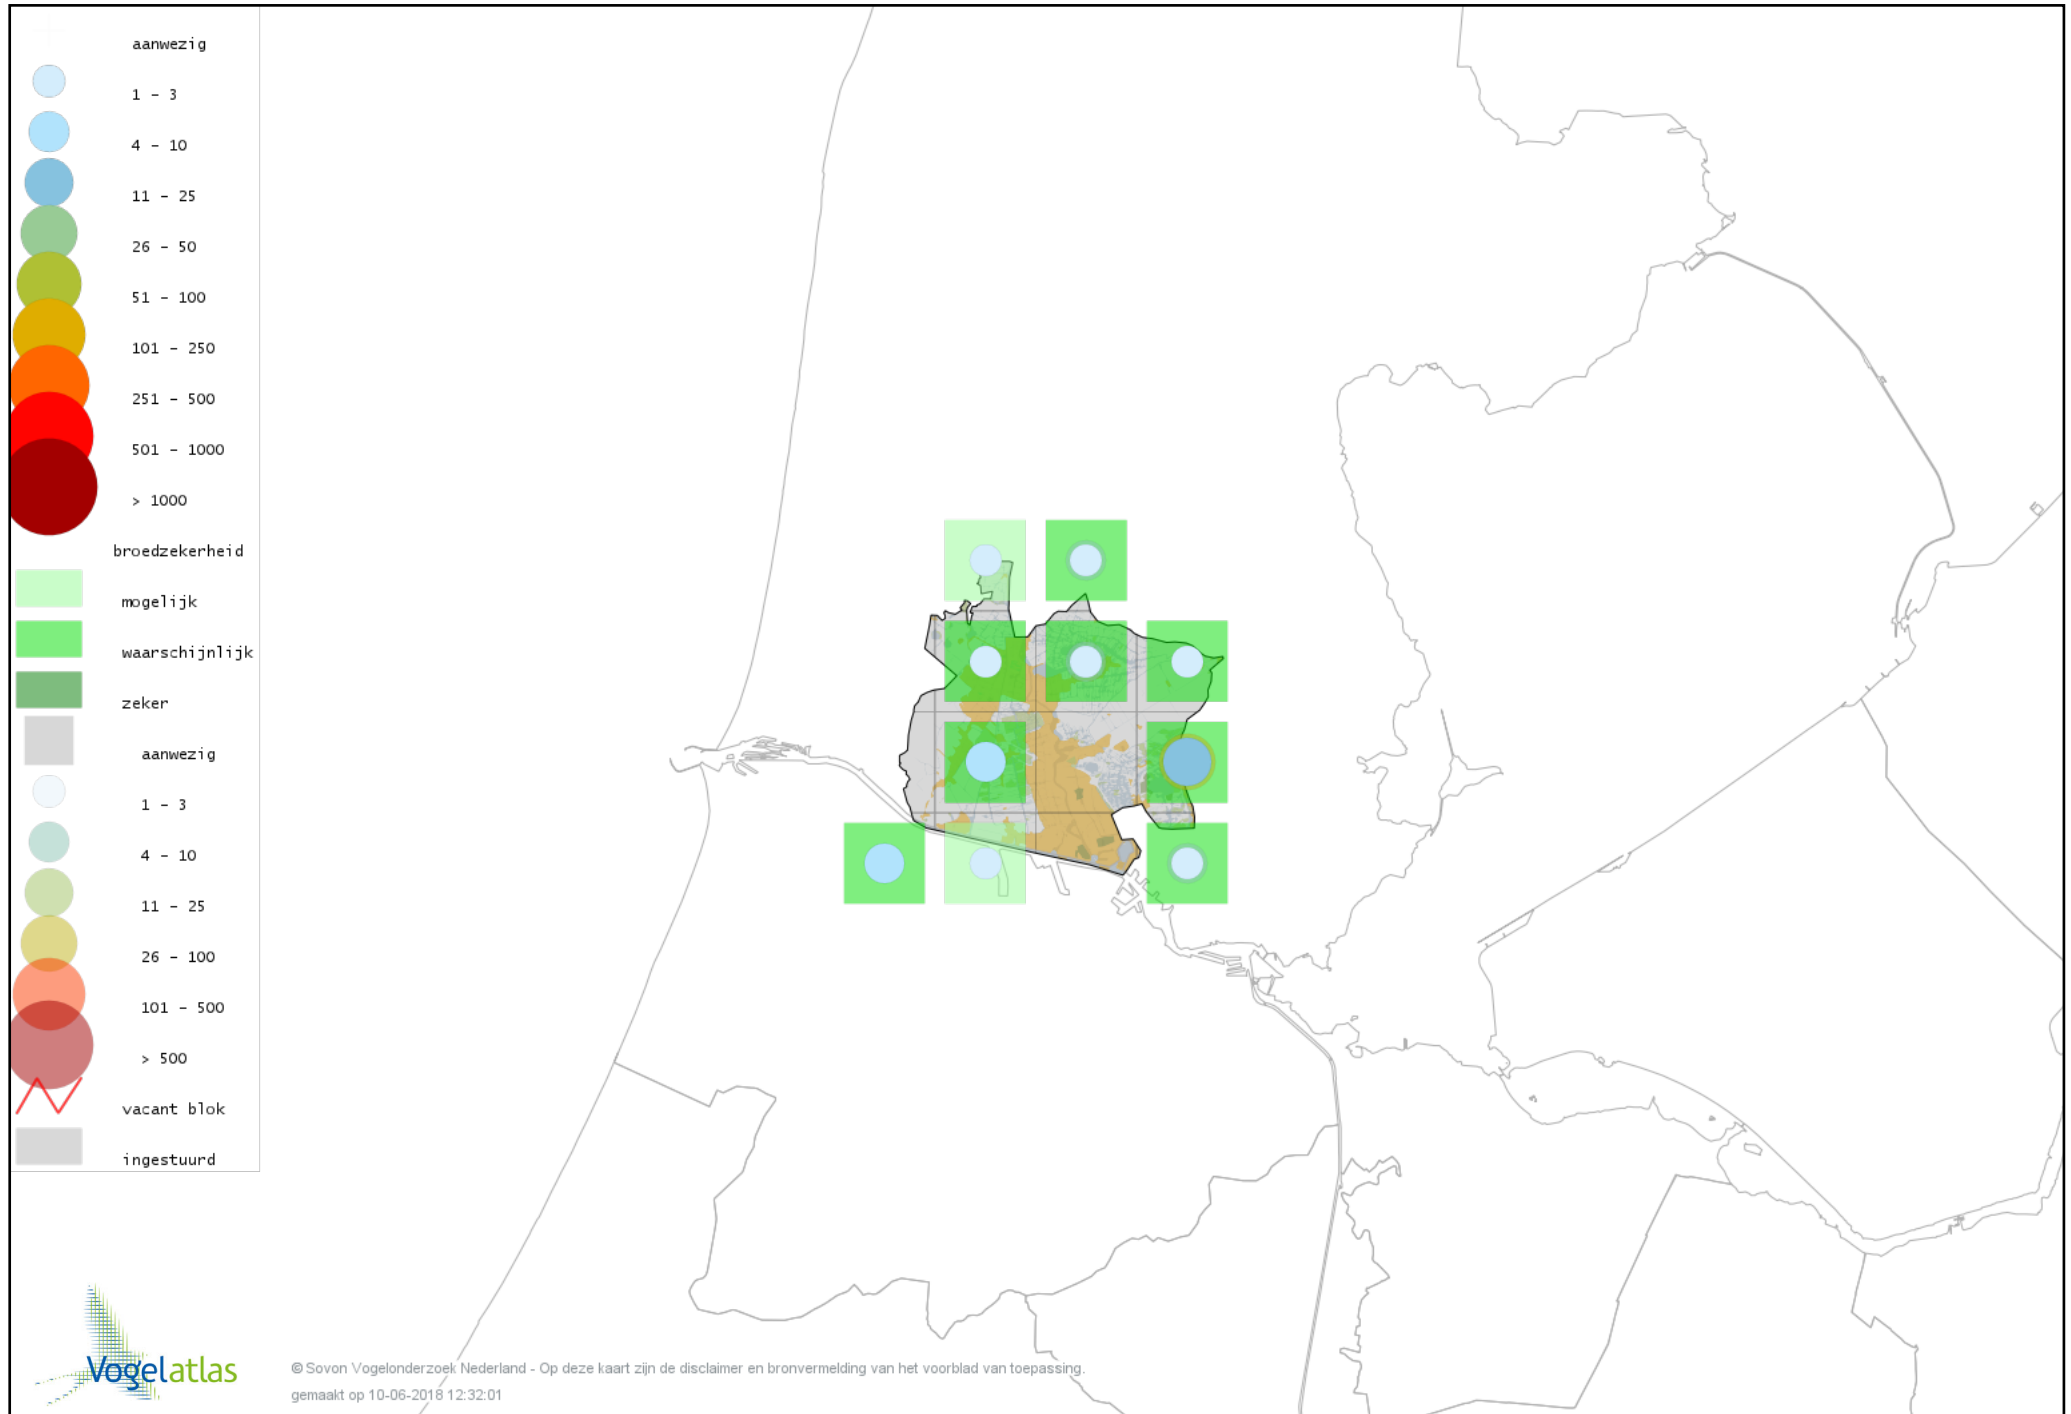 aanwezig
1 – 3
4 – 10
11 – 25
26 – 50
51 – 100
101 – 250
251 – 500
501 – 1000
> 1000
broedzekerheid
mogelijk
waarschijnlijk
zeker
aanwezig
1 – 3
4 – 10
11 – 25
26 – 100
101 – 500
> 500
vacant blok
ingestuurd
Vogelatlas
© Sovon Vogelonderzoek Nederland - Op deze kaart zijn de disclaimer en bronvermelding van het voorblad van toepassing.
gemaakt op 10-06-2018 12:32:01